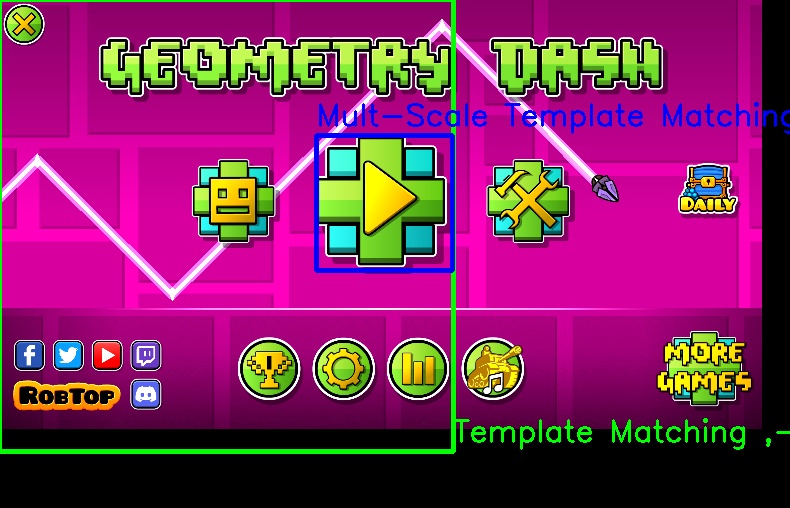 GEOMETRY DASH
Mult-Scale Template Matching
DAILY
MORE
GAMES
ROBTOP
Template Matching ,-